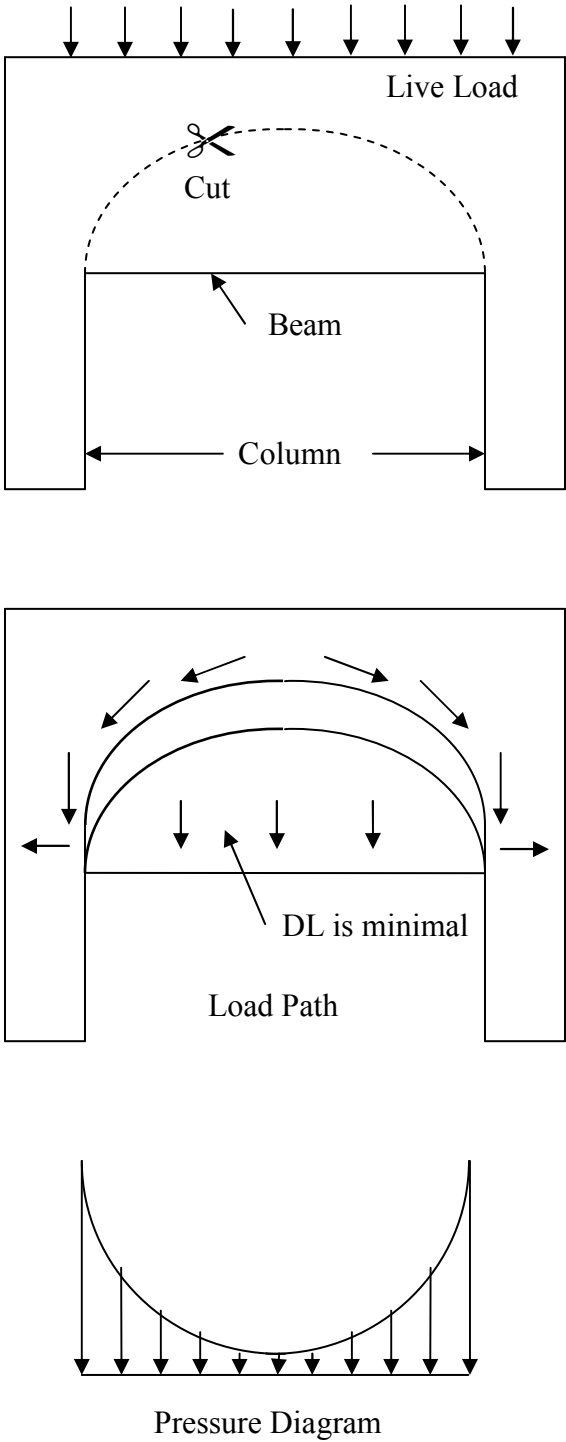 Live Load
Cut
Beam
Column
DL is minimal
Load Path
Pressure Diagram